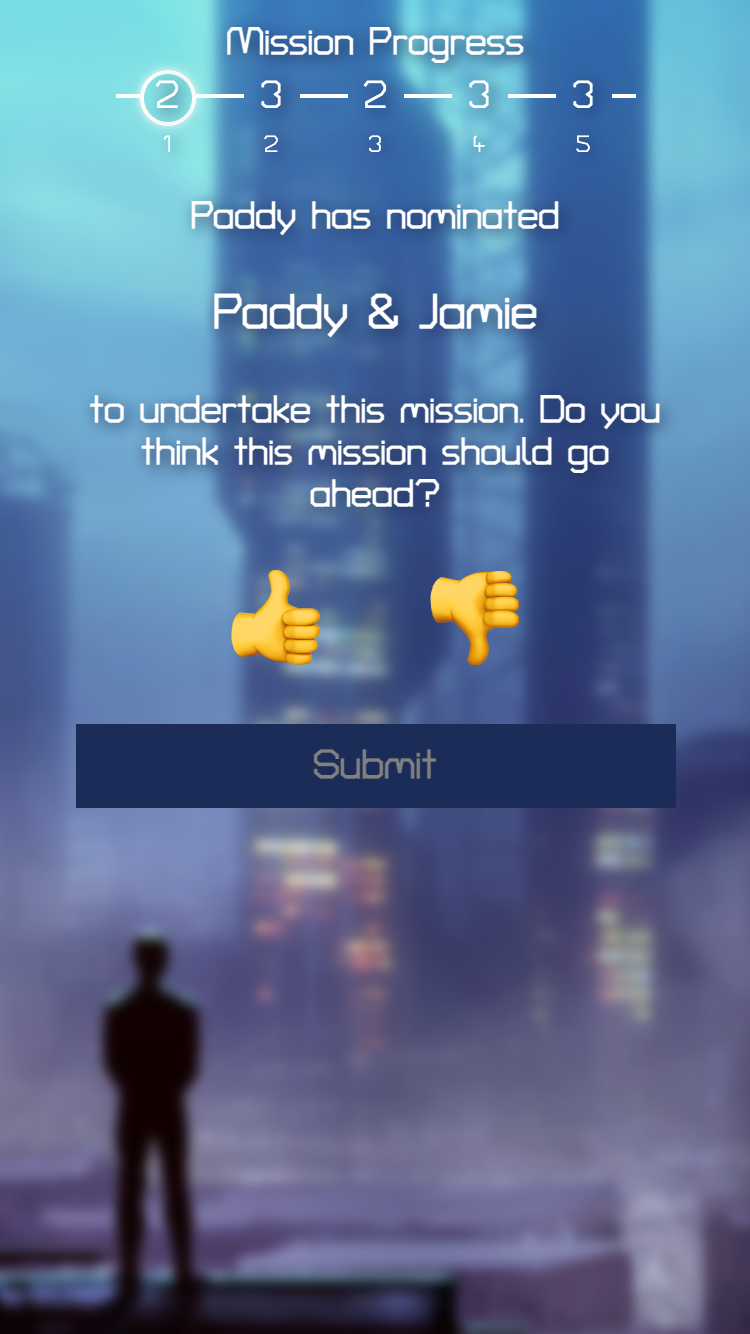 Mission Progress
2 3 2 3 3
1 2 3 4 5
Paddy has nominated
Paddy & Jamie
to undertake this mission. Do you
think this mission should go
ahead?
Submit